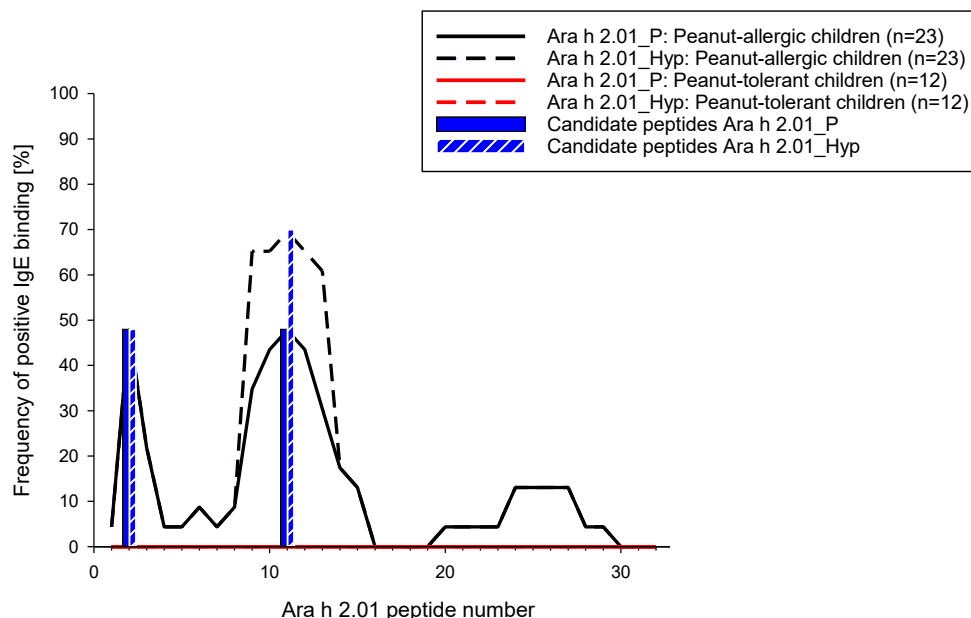 Ara h 2.01_P: Peanut-allergic children (n=23)
Ara h 2.01_Hyp: Peanut-allergic children (n=23)
Ara h 2.01_P: Peanut-tolerant children (n=12)
Ara h 2.01_Hyp: Peanut-tolerant children (n=12)
Candidate peptides Ara h 2.01_P
Candidate peptides Ara h 2.01_Hyp
Frequency of positive IgE binding [%]
100
90
80
70
60
50
40
30
20
10
0
0 10 20 30
Ara h 2.01 peptide number